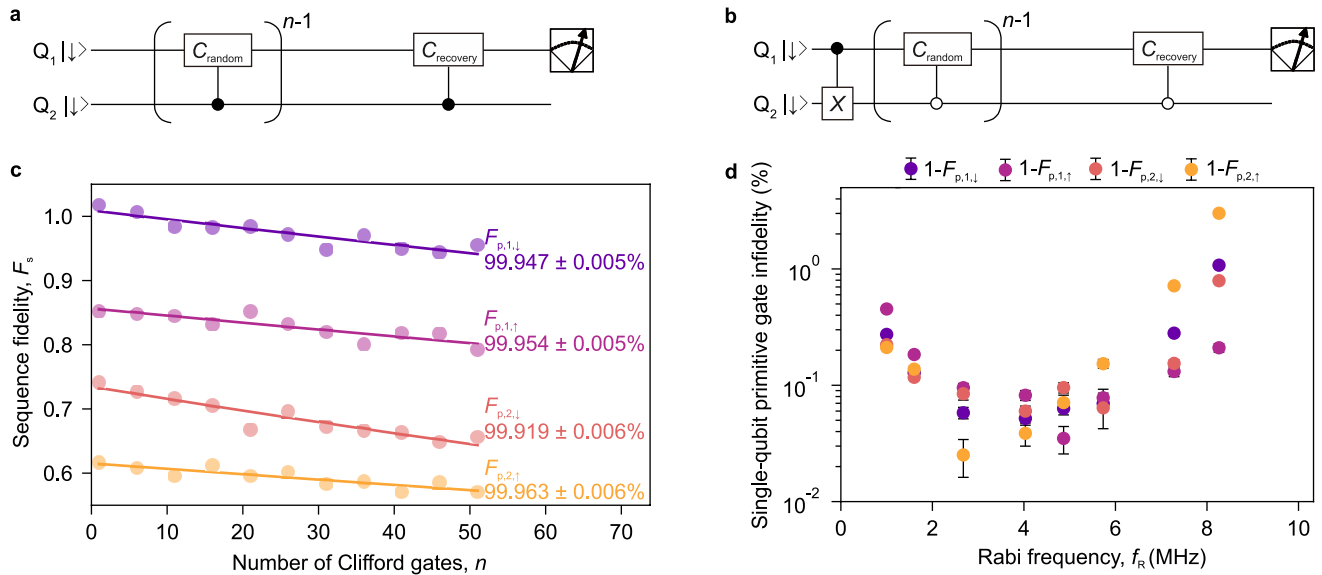 a
n-1
Q1 |↓>
Crandom
Crecovery
Q2 |↓>
b
n-1
Q1 |↓>
Crandom
Crecovery
Q2 |↓>
X
c
Sequence fidelity, Fs
1.0
0.9
0.8
0.7
0.6
Fp,1,↓
99.947 ± 0.005%
Fp,1,↑
99.954 ± 0.005%
Fp,2,↓
99.919 ± 0.006%
Fp,2,↑
99.963 ± 0.006%
0 10 20 30 40 50 60 70
Number of Clifford gates, n
d
1-Fp,1,↓ 1-Fp,1,↑ 1-Fp,2,↓ 1-Fp,2,↑
Single-qubit primitive gate infidelity (%)
10^0
10^-1
10^-2
0 2 4 6 8 10
Rabi frequency, fR (MHz)